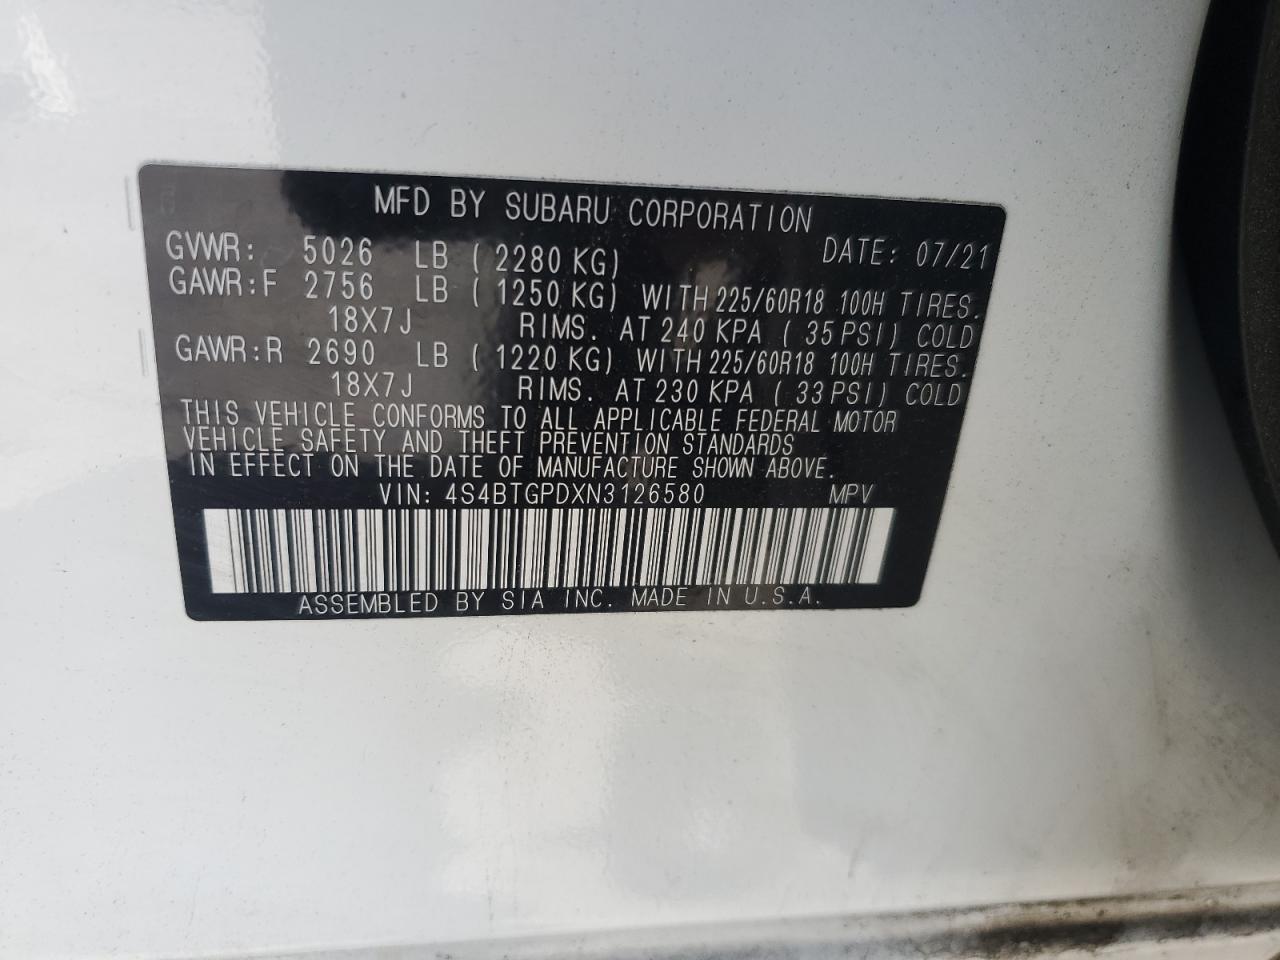 MFD BY SUBARU CORPORATION
GVWR: 5026 LB ( 2280 KG) DATE: 07/21
GAWR:F 2756 LB ( 1250 KG) WITH 225/60R18 100H TIRES.
18X7J RIMS. AT 240 KPA ( 35 PSI) COLD
GAWR:R 2690 LB ( 1220 KG) WITH 225/60R18 100H TIRES.
18X7J RIMS. AT 230 KPA ( 33 PSI) COLD
THIS VEHICLE CONFORMS TO ALL APPLICABLE FEDERAL MOTOR
VEHICLE SAFETY AND THEFT PREVENTION STANDARDS
IN EFFECT ON THE DATE OF MANUFACTURE SHOWN ABOVE.
VIN: 4S4BTGPDXN3126580 MPV
ASSEMBLED BY SIA INC. MADE IN U.S.A.